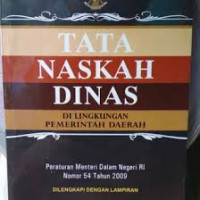 TATA
NASKAH
DINAS
DI LINGKUNGAN
PEMERINTAH DAERAH
Peraturan Menteri Dalam Negeri RI
Nomor 54 Tahun 2009
DILENGKAPI DENGAN LAMPIRAN